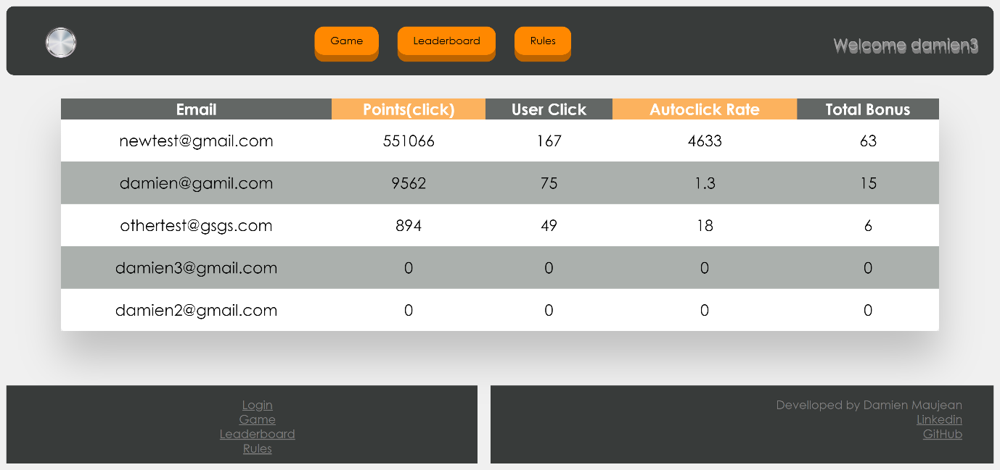 Game Leaderboard Rules Welcome damien3
Email Points(click) User Click Autoclick Rate Total Bonus
newtest@gmail.com 551066 167 4633 63
damien@gamil.com 9562 75 1.3 15
othertest@gsgs.com 894 49 18 6
damien3@gmail.com 0 0 0 0
damien2@gmail.com 0 0 0 0
Login
Game
Leaderboard
Rules
Develloped by Damien Maujean
Linkedin
GitHub